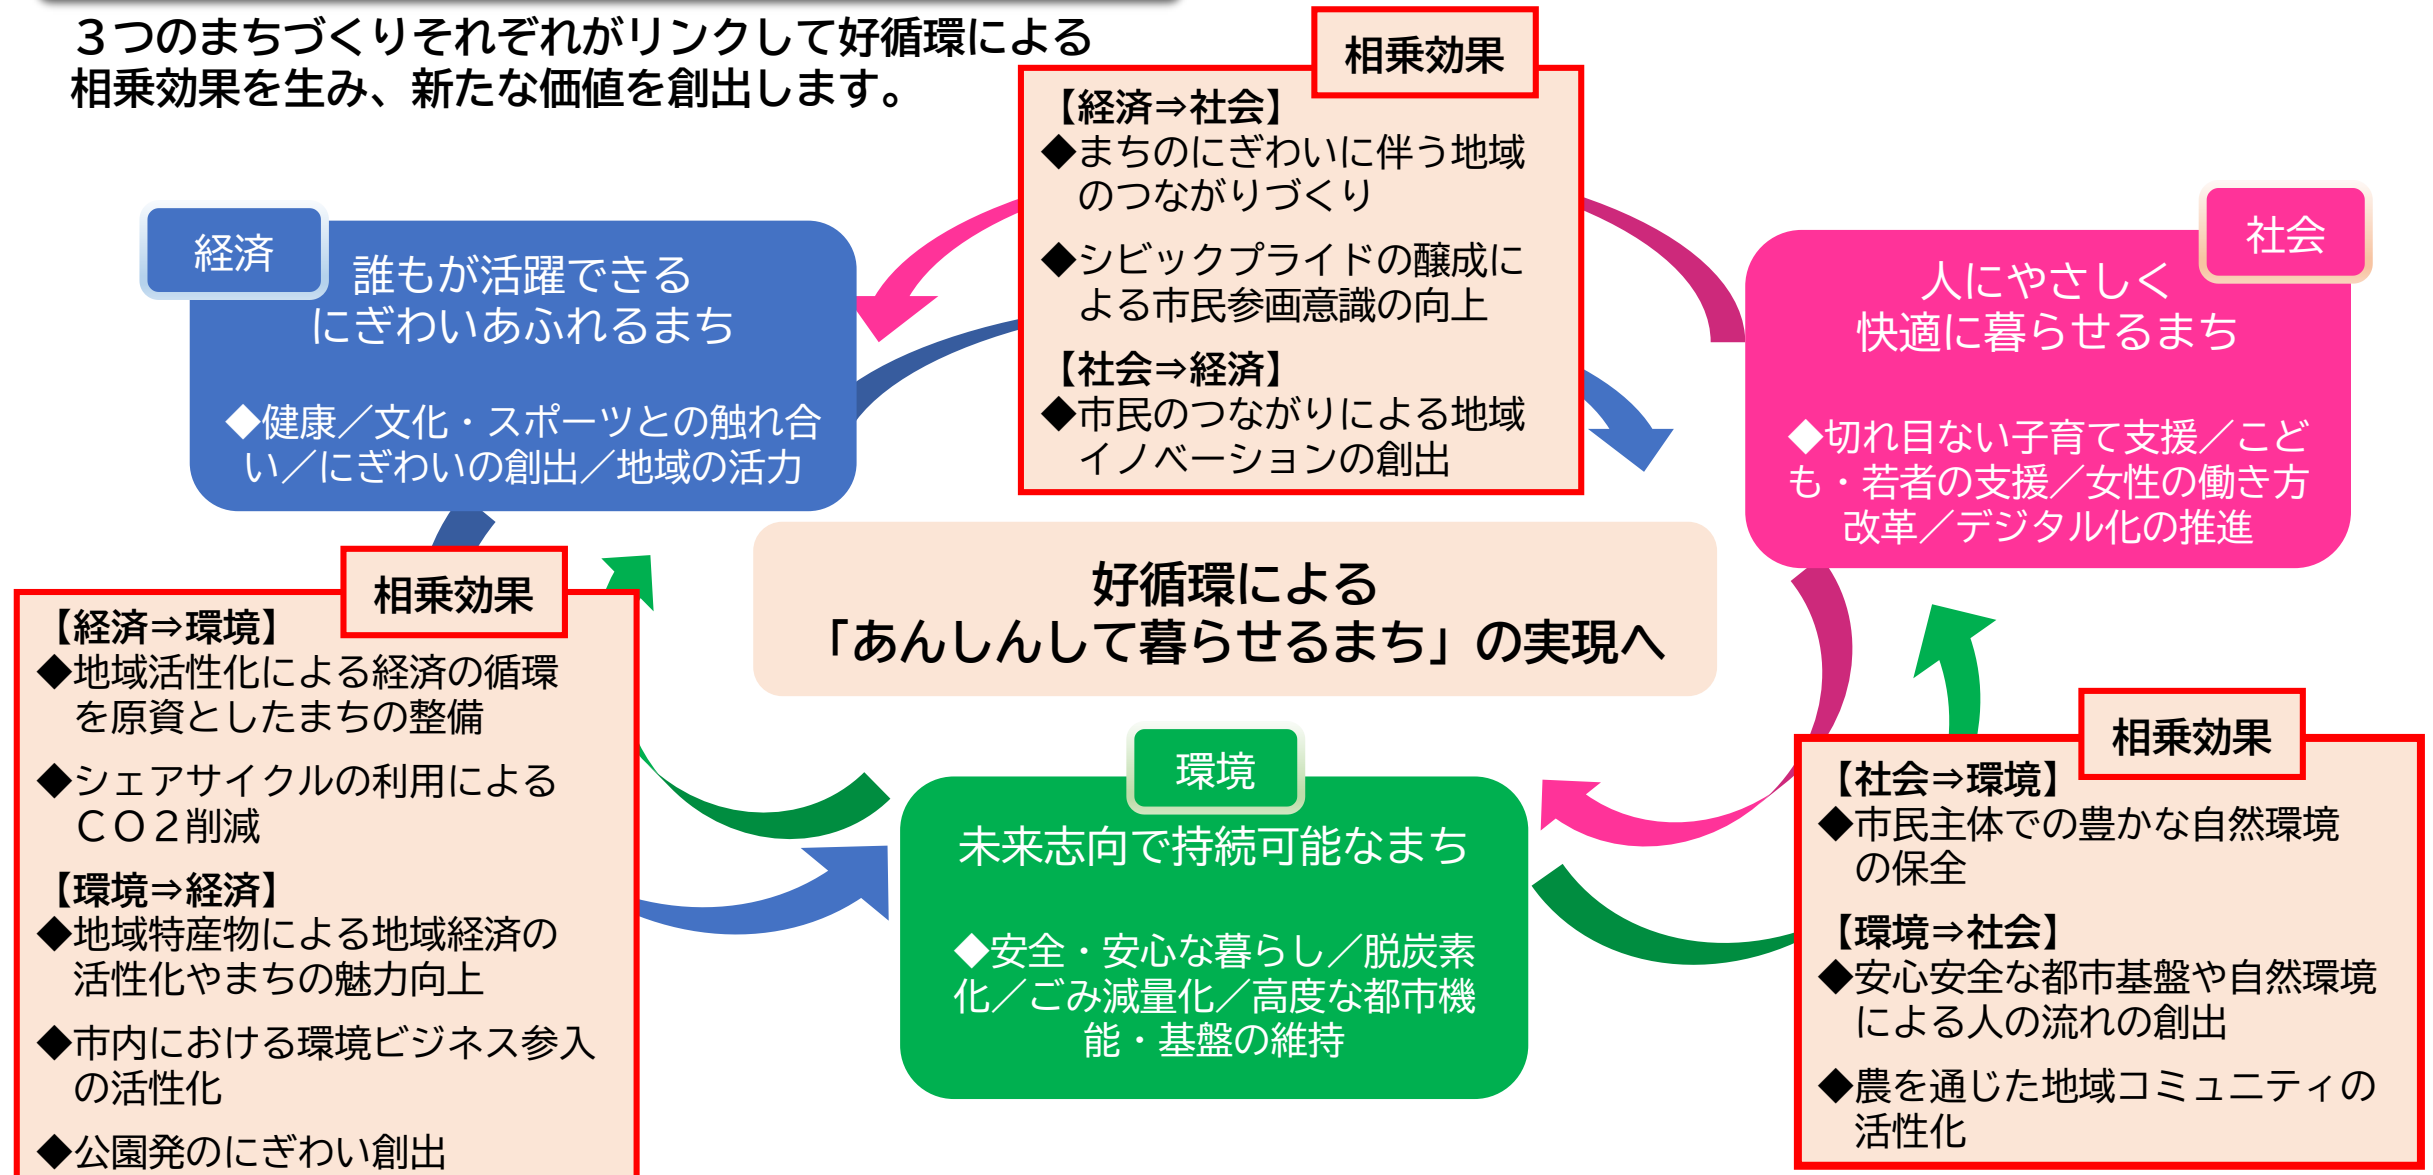 ３つのまちづくりそれぞれがリンクして好循環による
相乗効果を生み、新たな価値を創出します。
相乗効果
【経済⇒社会】
◆まちのにぎわいに伴う地域
のつながりづくり
◆シビックプライドの醸成に
よる市民参画意識の向上
【社会⇒経済】
◆市民のつながりによる地域
イノベーションの創出
経済
誰もが活躍できる
にぎわいあふれるまち
◆健康／文化・スポーツとの触れ合
い／にぎわいの創出／地域の活力
社会
人にやさしく
快適に暮らせるまち
◆切れ目ない子育て支援／こど
も・若者の支援／女性の働き方
改革／デジタル化の推進
好循環による
「あんしんして暮らせるまち」の実現へ
相乗効果
【経済⇒環境】
◆地域活性化による経済の循環
を原資としたまちの整備
◆シェアサイクルの利用による
ＣＯ２削減
【環境⇒経済】
◆地域特産物による地域経済の
活性化やまちの魅力向上
◆市内における環境ビジネス参入
の活性化
◆公園発のにぎわい創出
環境
未来志向で持続可能なまち
◆安全・安心な暮らし／脱炭素
化／ごみ減量化／高度な都市機
能・基盤の維持
相乗効果
【社会⇒環境】
◆市民主体での豊かな自然環境
の保全
【環境⇒社会】
◆安心安全な都市基盤や自然環境
による人の流れの創出
◆農を通じた地域コミュニティの
活性化